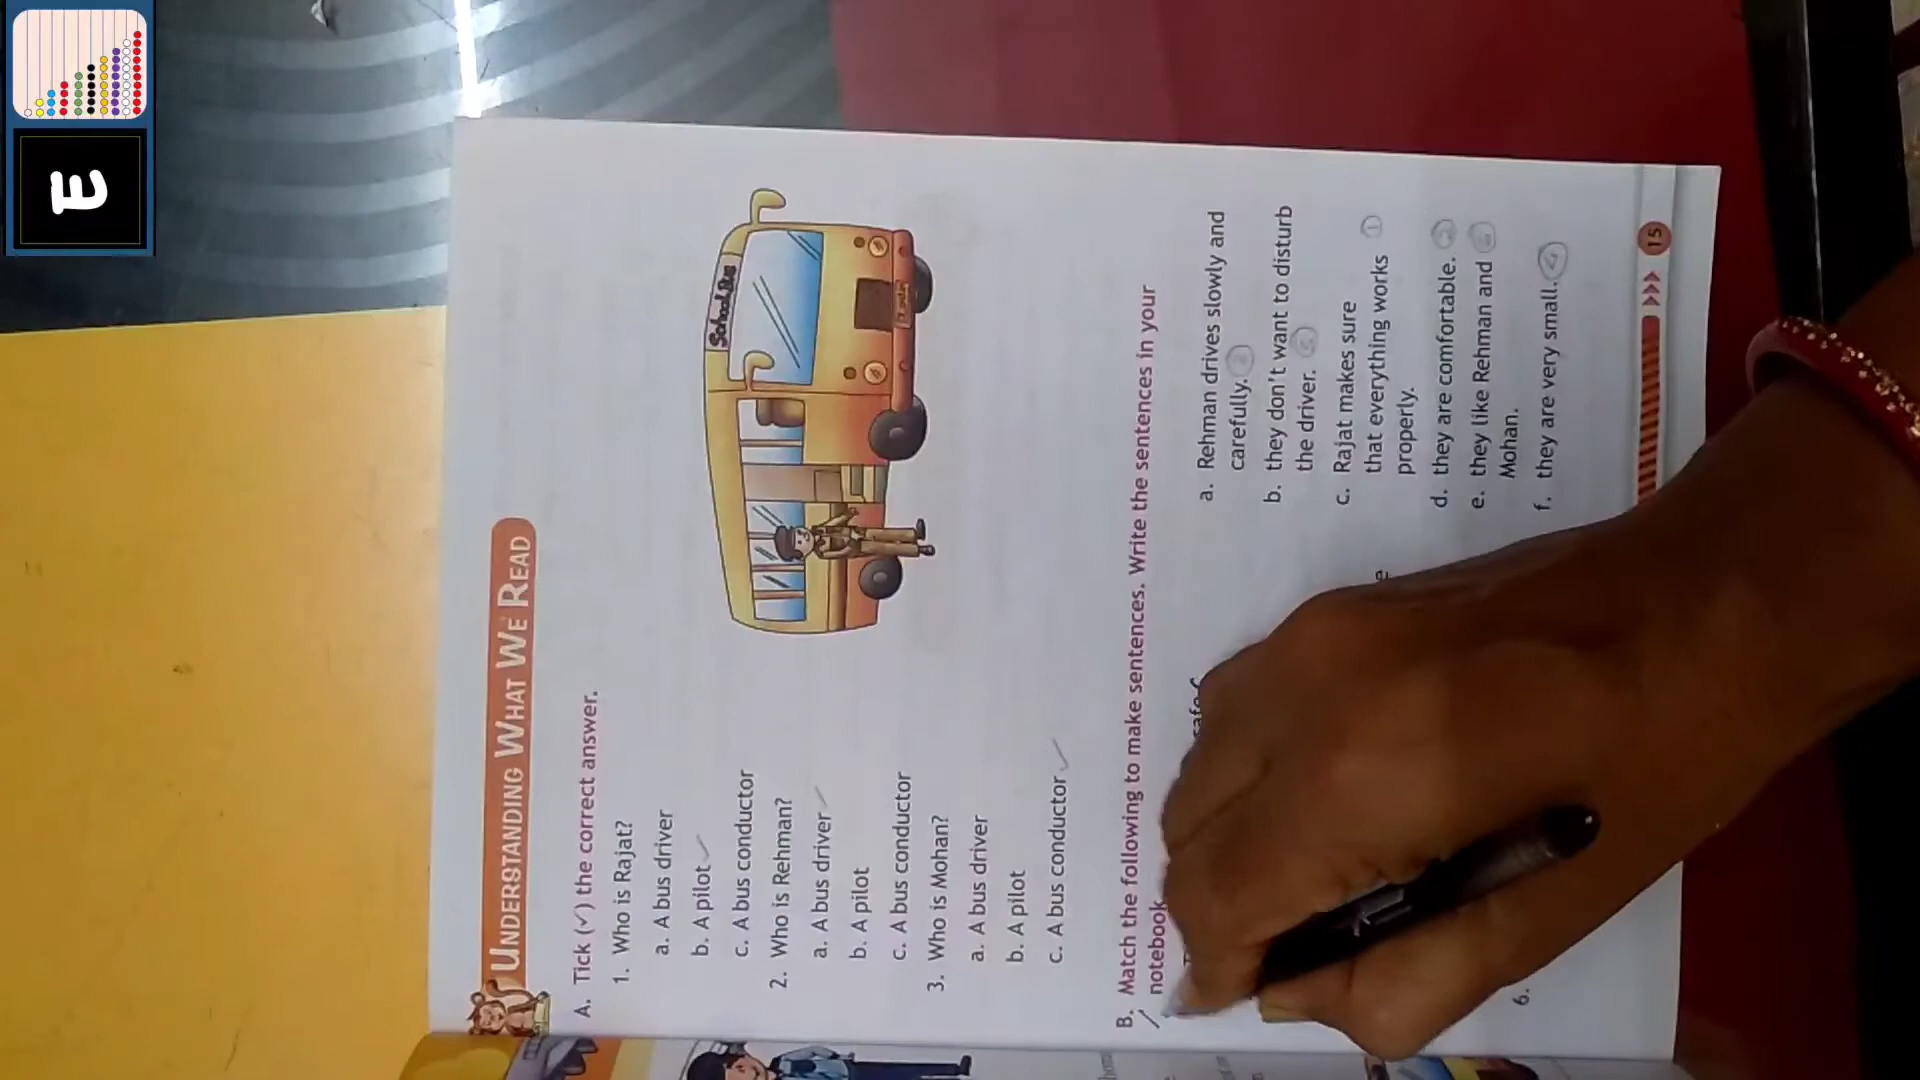 UNDERSTANDING WHAT WE READ
A. Tick (✓) the correct answer.
1. Who is Rajat?
a. A bus driver
b. A pilot ✓
c. A bus conductor
2. Who is Rehman?
a. A bus driver ✓
b. A pilot
c. A bus conductor
3. Who is Mohan?
a. A bus driver
b. A pilot
c. A bus conductor ✓
School Bus
B. Match the following to make sentences. Write the sentences in your
notebook
6.
a. Rehman drives slowly and
carefully.
b. they don't want to disturb
the driver.
c. Rajat makes sure
that everything works 1
properly.
d. they are comfortable.
e. they like Rehman and
Mohan.
f. they are very small. 4
15
E